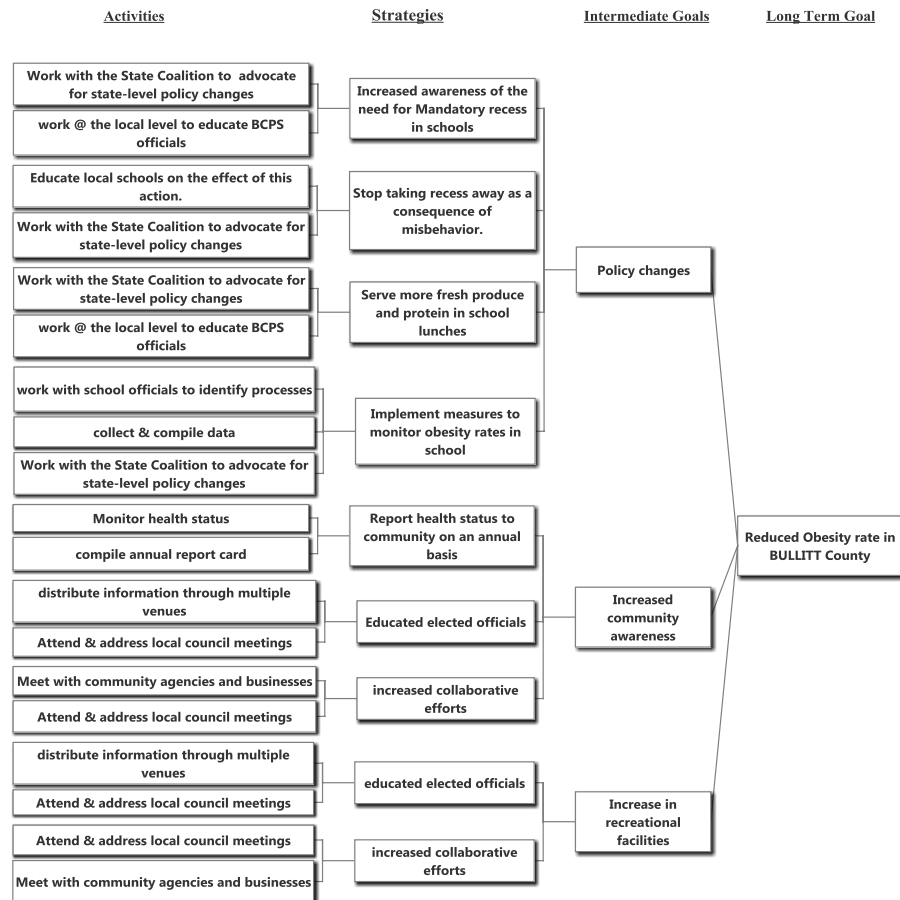 Activities
Strategies
Intermediate Goals
Long Term Goal
Work with the State Coalition to advocate
for state-level policy changes
work @ the local level to educate BCPS
officials
Increased awareness of the
need for Mandatory recess
in schools
Educate local schools on the effect of this
action.
Work with the State Coalition to advocate for
state-level policy changes
Stop taking recess away as a
consequence of
misbehavior.
Work with the State Coalition to advocate for
state-level policy changes
work @ the local level to educate BCPS
officials
Serve more fresh produce
and protein in school
lunches
work with school officials to identify processes
collect & compile data
Work with the State Coalition to advocate for
state-level policy changes
Implement measures to
monitor obesity rates in
school
Policy changes
Monitor health status
compile annual report card
Report health status to
community on an annual
basis
distribute information through multiple
venues
Attend & address local council meetings
Educated elected officials
Meet with community agencies and businesses
Attend & address local council meetings
increased collaborative
efforts
Increased
community
awareness
Reduced Obesity rate in
BULLITT County
distribute information through multiple
venues
Attend & address local council meetings
educated elected officials
Attend & address local council meetings
Meet with community agencies and businesses
increased collaborative
efforts
Increase in
recreational
facilities